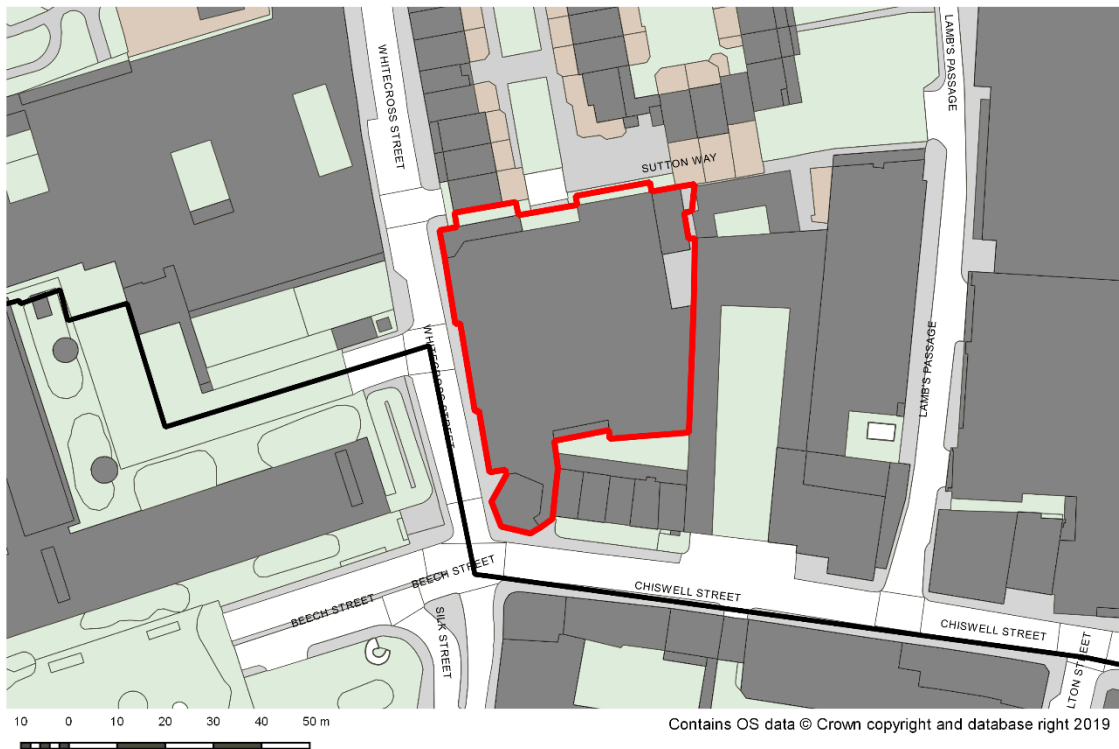 WHITECROSS STREET
LAMB'S PASSAGE
SUTTON WAY
WHITECROSS STREET
LAMB'S PASSAGE
BEECH STREET
BEECH STREET
SILK STREET
CHISWELL STREET
CHISWELL STREET
LTON STREET
10 0 10 20 30 40 50 m
Contains OS data © Crown copyright and database right 2019